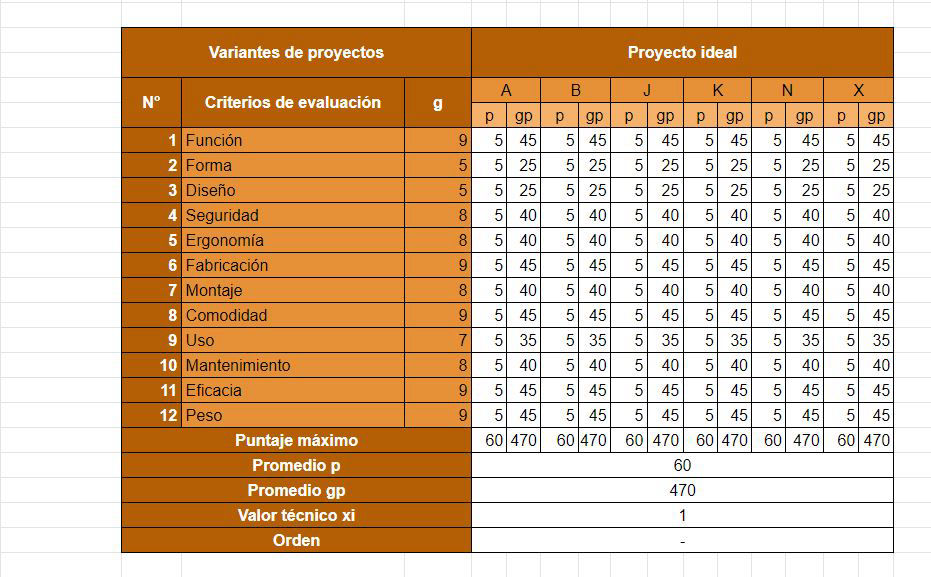 Variantes de proyectos Proyecto ideal
N° Criterios de evaluación g A B J K N X
p gp p gp p gp p gp p gp p gp
1 Función 9 5 45 5 45 5 45 5 45 5 45 5 45
2 Forma 5 5 25 5 25 5 25 5 25 5 25 5 25
3 Diseño 5 5 25 5 25 5 25 5 25 5 25 5 25
4 Seguridad 8 5 40 5 40 5 40 5 40 5 40 5 40
5 Ergonomía 8 5 40 5 40 5 40 5 40 5 40 5 40
6 Fabricación 9 5 45 5 45 5 45 5 45 5 45 5 45
7 Montaje 8 5 40 5 40 5 40 5 40 5 40 5 40
8 Comodidad 9 5 45 5 45 5 45 5 45 5 45 5 45
9 Uso 7 5 35 5 35 5 35 5 35 5 35 5 35
10 Mantenimiento 8 5 40 5 40 5 40 5 40 5 40 5 40
11 Eficacia 9 5 45 5 45 5 45 5 45 5 45 5 45
12 Peso 9 5 45 5 45 5 45 5 45 5 45 5 45
Puntaje máximo 60 470 60 470 60 470 60 470 60 470 60 470
Promedio p 60
Promedio gp 470
Valor técnico xi 1
Orden -